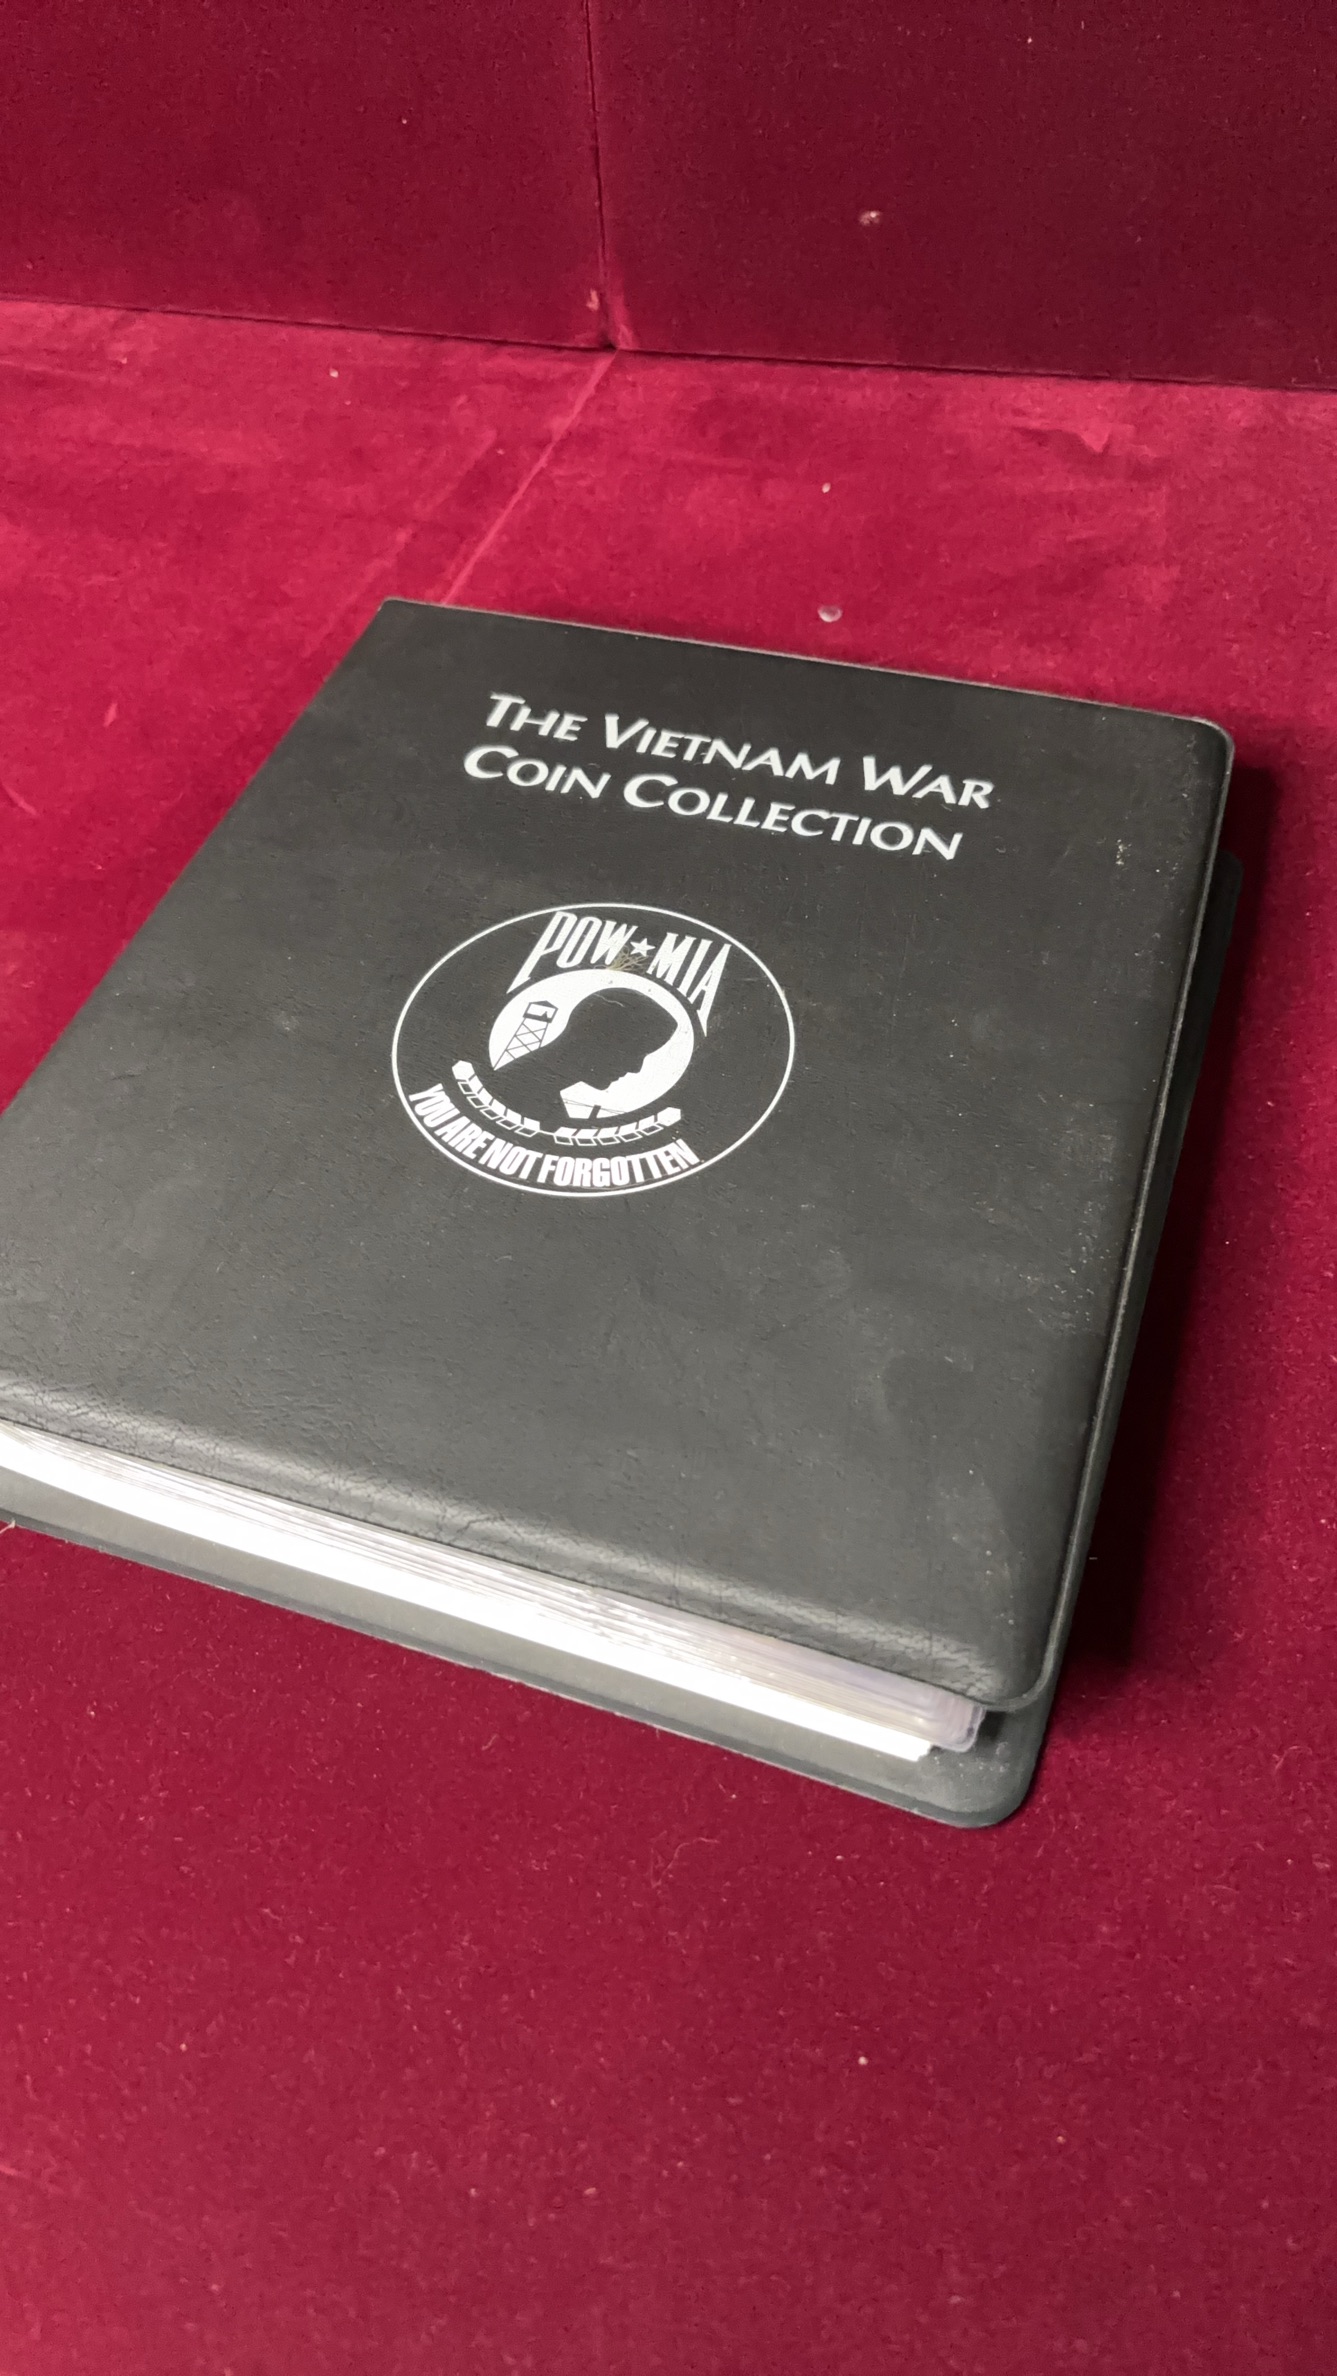 THE VIETNAM WAR
COIN COLLECTION
POW★MIA
YOU ARE NOT FORGOTTEN